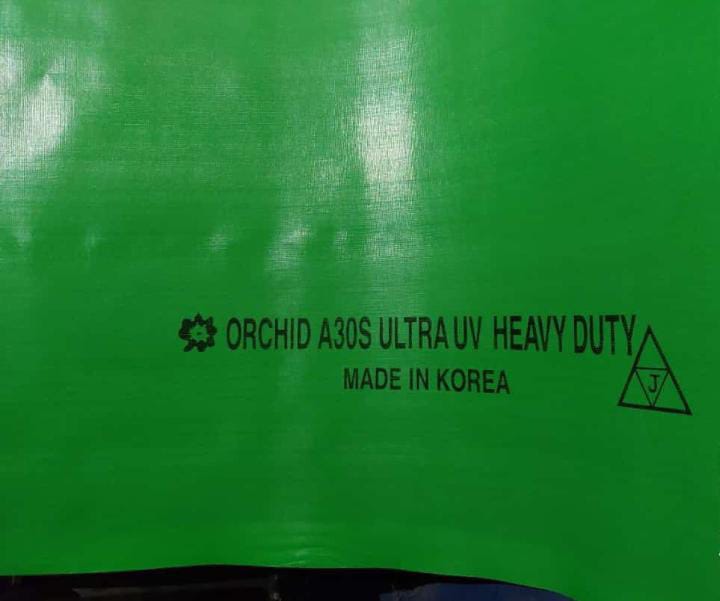 ORCHID A30S ULTRA UV HEAVY DUTY
MADE IN KOREA
J